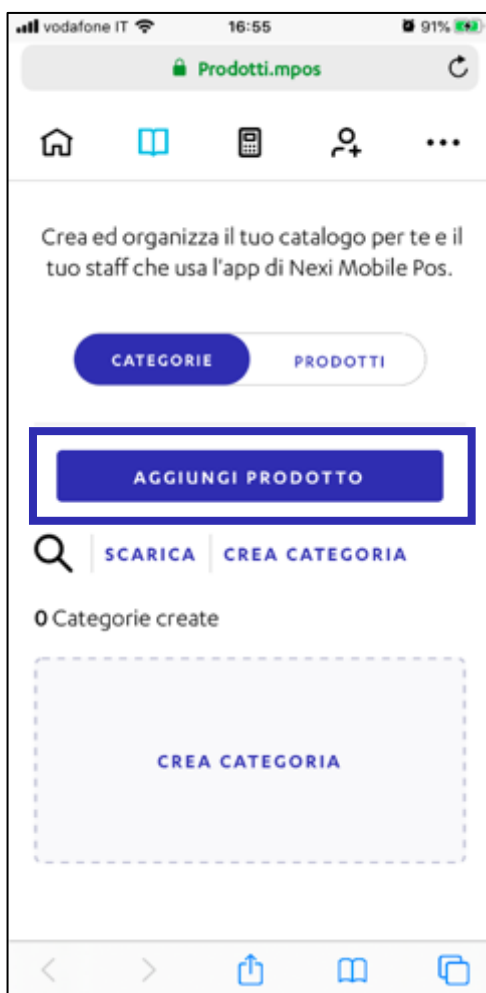 vodafone IT 16:55 91%
Prodotti.mpos
Crea ed organizza il tuo catalogo per te e il
tuo staff che usa l'app di Nexi Mobile Pos.
CATEGORIE PRODOTTI
AGGIUNGI PRODOTTO
SCARICA CREA CATEGORIA
0 Categorie create
CREA CATEGORIA